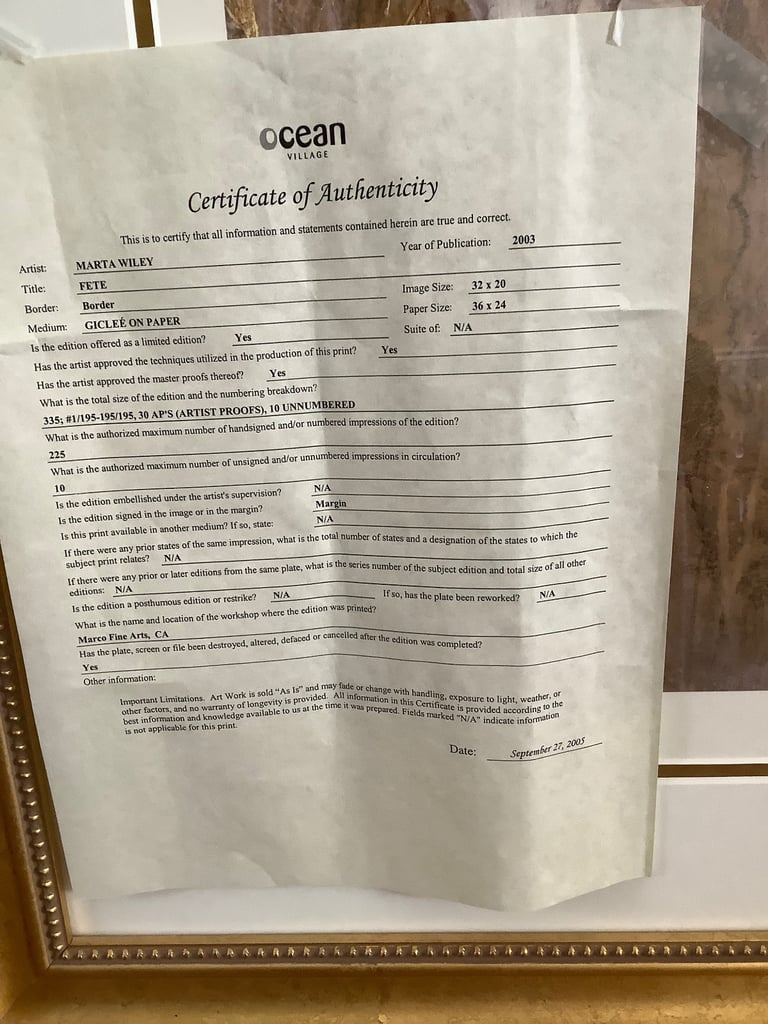 ocean
VILLAGE
Certificate of Authenticity
This is to certify that all information and statements contained herein are true and correct.
Artist: MARTA WILEY Year of Publication: 2003
Title: FETE
Border: Border Image Size: 32 x 20
Medium: GICLEÉ ON PAPER Paper Size: 36 x 24
Is the edition offered as a limited edition? Yes Suite of: N/A
Has the artist approved the techniques utilized in the production of this print? Yes
Has the artist approved the master proofs thereof? Yes
What is the total size of the edition and the numbering breakdown?
335; #1/195-195/195, 30 AP'S (ARTIST PROOFS), 10 UNNUMBERED
What is the authorized maximum number of handsigned and/or numbered impressions of the edition?
225
What is the authorized maximum number of unsigned and/or unnumbered impressions in circulation?
10
Is the edition embellished under the artist's supervision? N/A
Is the edition signed in the image or in the margin? Margin
Is this print available in another medium? If so, state: N/A
If there were any prior states of the same impression, what is the total number of states and a designation of the states to which the
subject print relates? N/A
If there were any prior or later editions from the same plate, what is the series number of the subject edition and total size of all other
editions: N/A
Is the edition a posthumous edition or restrike? N/A If so, has the plate been reworked? N/A
What is the name and location of the workshop where the edition was printed?
Marco Fine Arts, CA
Has the plate, screen or file been destroyed, altered, defaced or cancelled after the edition was completed?
Yes
Other information:
Important Limitations. Art Work is sold "As Is" and may fade or change with handling, exposure to light, weather, or
other factors, and no warranty of longevity is provided. All information in this Certificate is provided according to the
best information and knowledge available to us at the time it was prepared. Fields marked "N/A" indicate information
is not applicable for this print.
Date: September 27, 2005